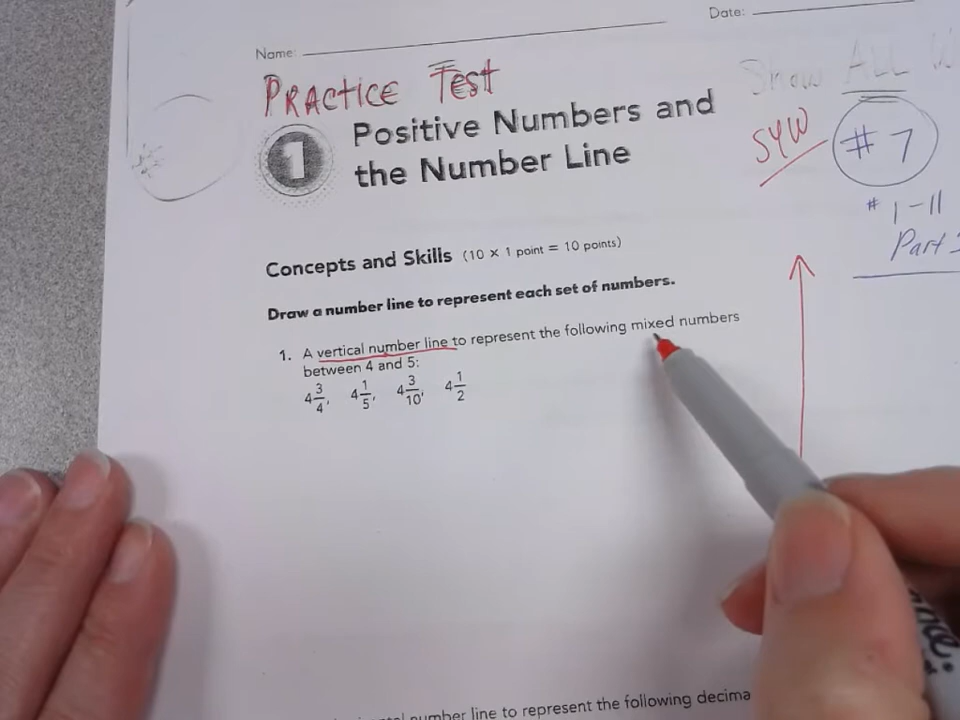 Name:
Date:
Show ALL W
PRACTICE Test
SYW
# 7
1
Positive Numbers and
the Number Line
# 1-11
Part
Concepts and Skills (10 × 1 point = 10 points)
Draw a number line to represent each set of numbers.
1. A vertical number line to represent the following mixed numbers
between 4 and 5:
4 3/4, 4 1/5, 4 3/10, 4 1/2
number line to represent the following decima